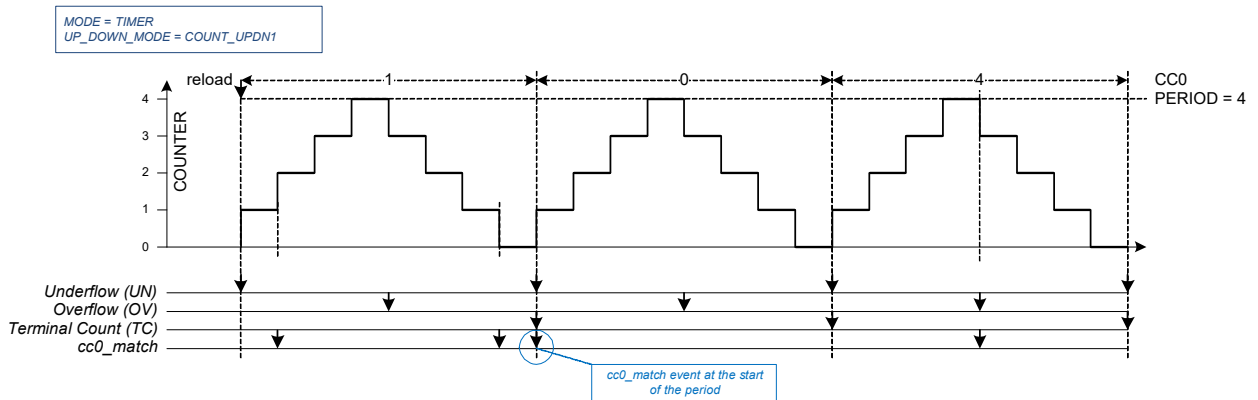 MODE = TIMER
UP_DOWN_MODE = COUNT_UPDN1
reload 1 0 4 CC0
PERIOD = 4
COUNTER
4
3
2
1
0
Underflow (UN)
Overflow (OV)
Terminal Count (TC)
cc0_match
cc0_match event at the start
of the period